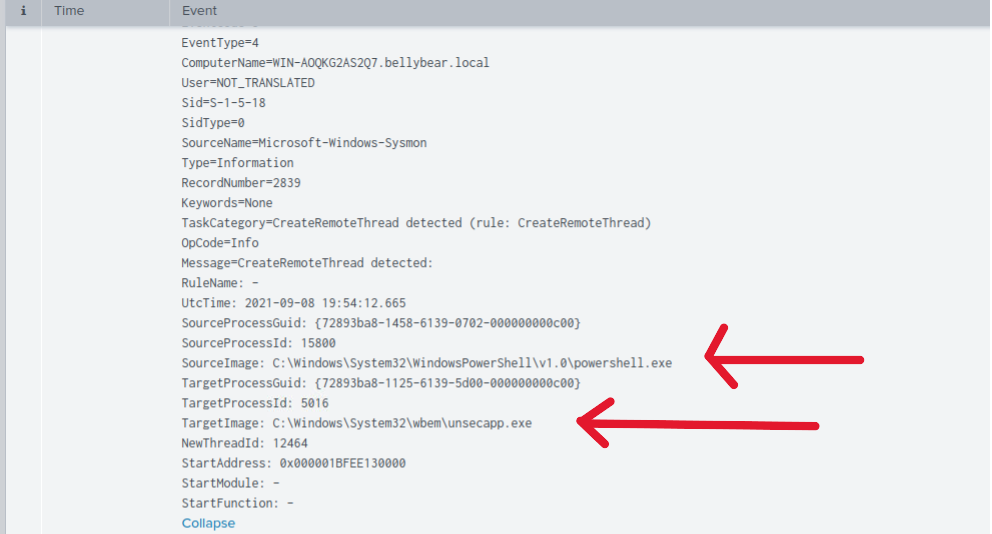 i Time Event
EventType=4
ComputerName=WIN-AOQKG2AS2Q7.bellybear.local
User=NOT_TRANSLATED
Sid=S-1-5-18
SidType=0
SourceName=Microsoft-Windows-Sysmon
Type=Information
RecordNumber=2839
Keywords=None
TaskCategory=CreateRemoteThread detected (rule: CreateRemoteThread)
OpCode=Info
Message=CreateRemoteThread detected:
RuleName: -
UtcTime: 2021-09-08 19:54:12.665
SourceProcessGuid: {72893ba8-1458-6139-0702-000000000c00}
SourceProcessId: 15800
SourceImage: C:\Windows\System32\WindowsPowerShell\v1.0\powershell.exe
TargetProcessGuid: {72893ba8-1125-6139-5d00-000000000c00}
TargetProcessId: 5016
TargetImage: C:\Windows\System32\wbem\unsecapp.exe
NewThreadId: 12464
StartAddress: 0x000001BFEE130000
StartModule: -
StartFunction: -
Collapse